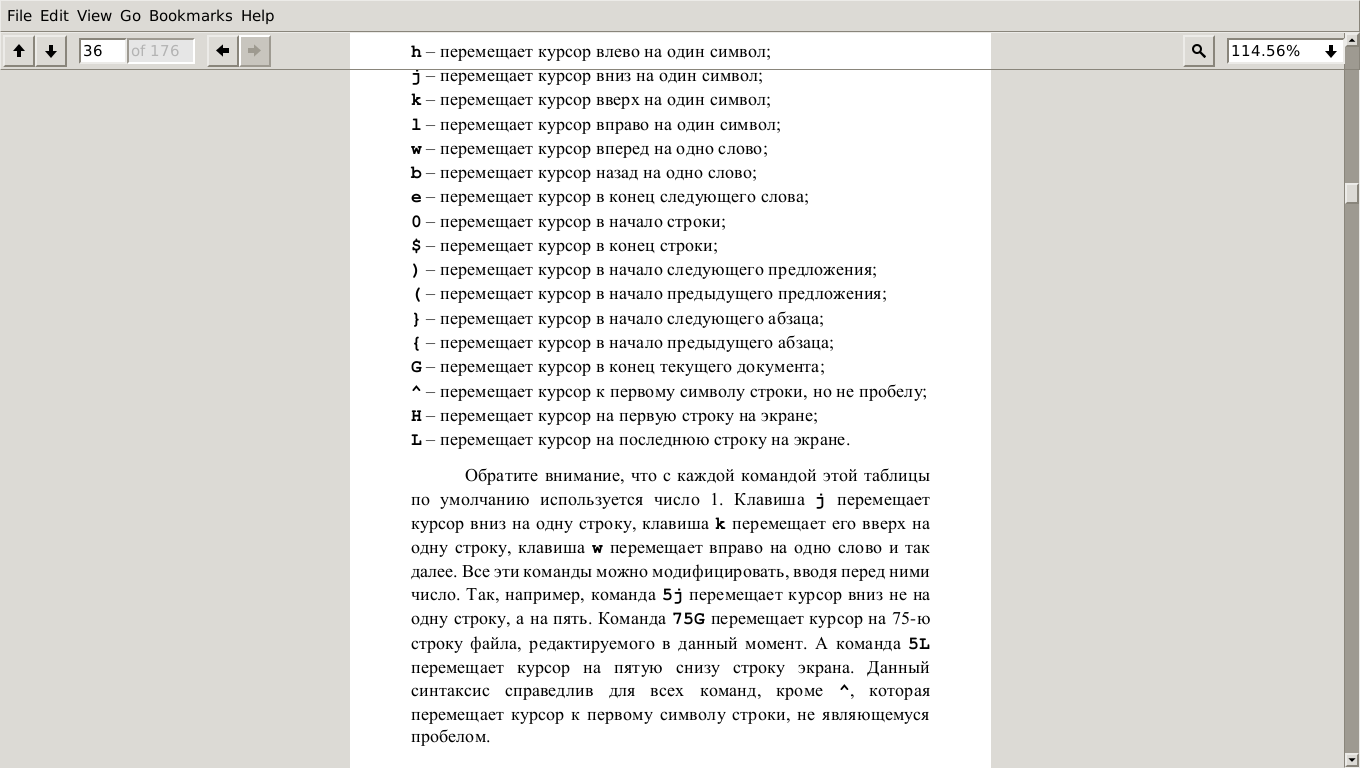 File Edit View Go Bookmarks Help
36 of 176 114.56%
h – перемещает курсор влево на один символ;
j – перемещает курсор вниз на один символ;
k – перемещает курсор вверх на один символ;
l – перемещает курсор вправо на один символ;
w – перемещает курсор вперед на одно слово;
b – перемещает курсор назад на одно слово;
e – перемещает курсор в конец следующего слова;
0 – перемещает курсор в начало строки;
$ – перемещает курсор в конец строки;
) – перемещает курсор в начало следующего предложения;
( – перемещает курсор в начало предыдущего предложения;
} – перемещает курсор в начало следующего абзаца;
{ – перемещает курсор в начало предыдущего абзаца;
G – перемещает курсор в конец текущего документа;
^ – перемещает курсор к первому символу строки, но не пробелу;
H – перемещает курсор на первую строку на экране;
L – перемещает курсор на последнюю строку на экране.
Обратите внимание, что с каждой командой этой таблицы
по умолчанию используется число 1. Клавиша j перемещает
курсор вниз на одну строку, клавиша k перемещает его вверх на
одну строку, клавиша w перемещает вправо на одно слово и так
далее. Все эти команды можно модифицировать, вводя перед ними
число. Так, например, команда 5j перемещает курсор вниз не на
одну строку, а на пять. Команда 75G перемещает курсор на 75-ю
строку файла, редактируемого в данный момент. А команда 5L
перемещает курсор на пятую снизу строку экрана. Данный
синтаксис справедлив для всех команд, кроме ^, которая
перемещает курсор к первому символу строки, не являющемуся
пробелом.